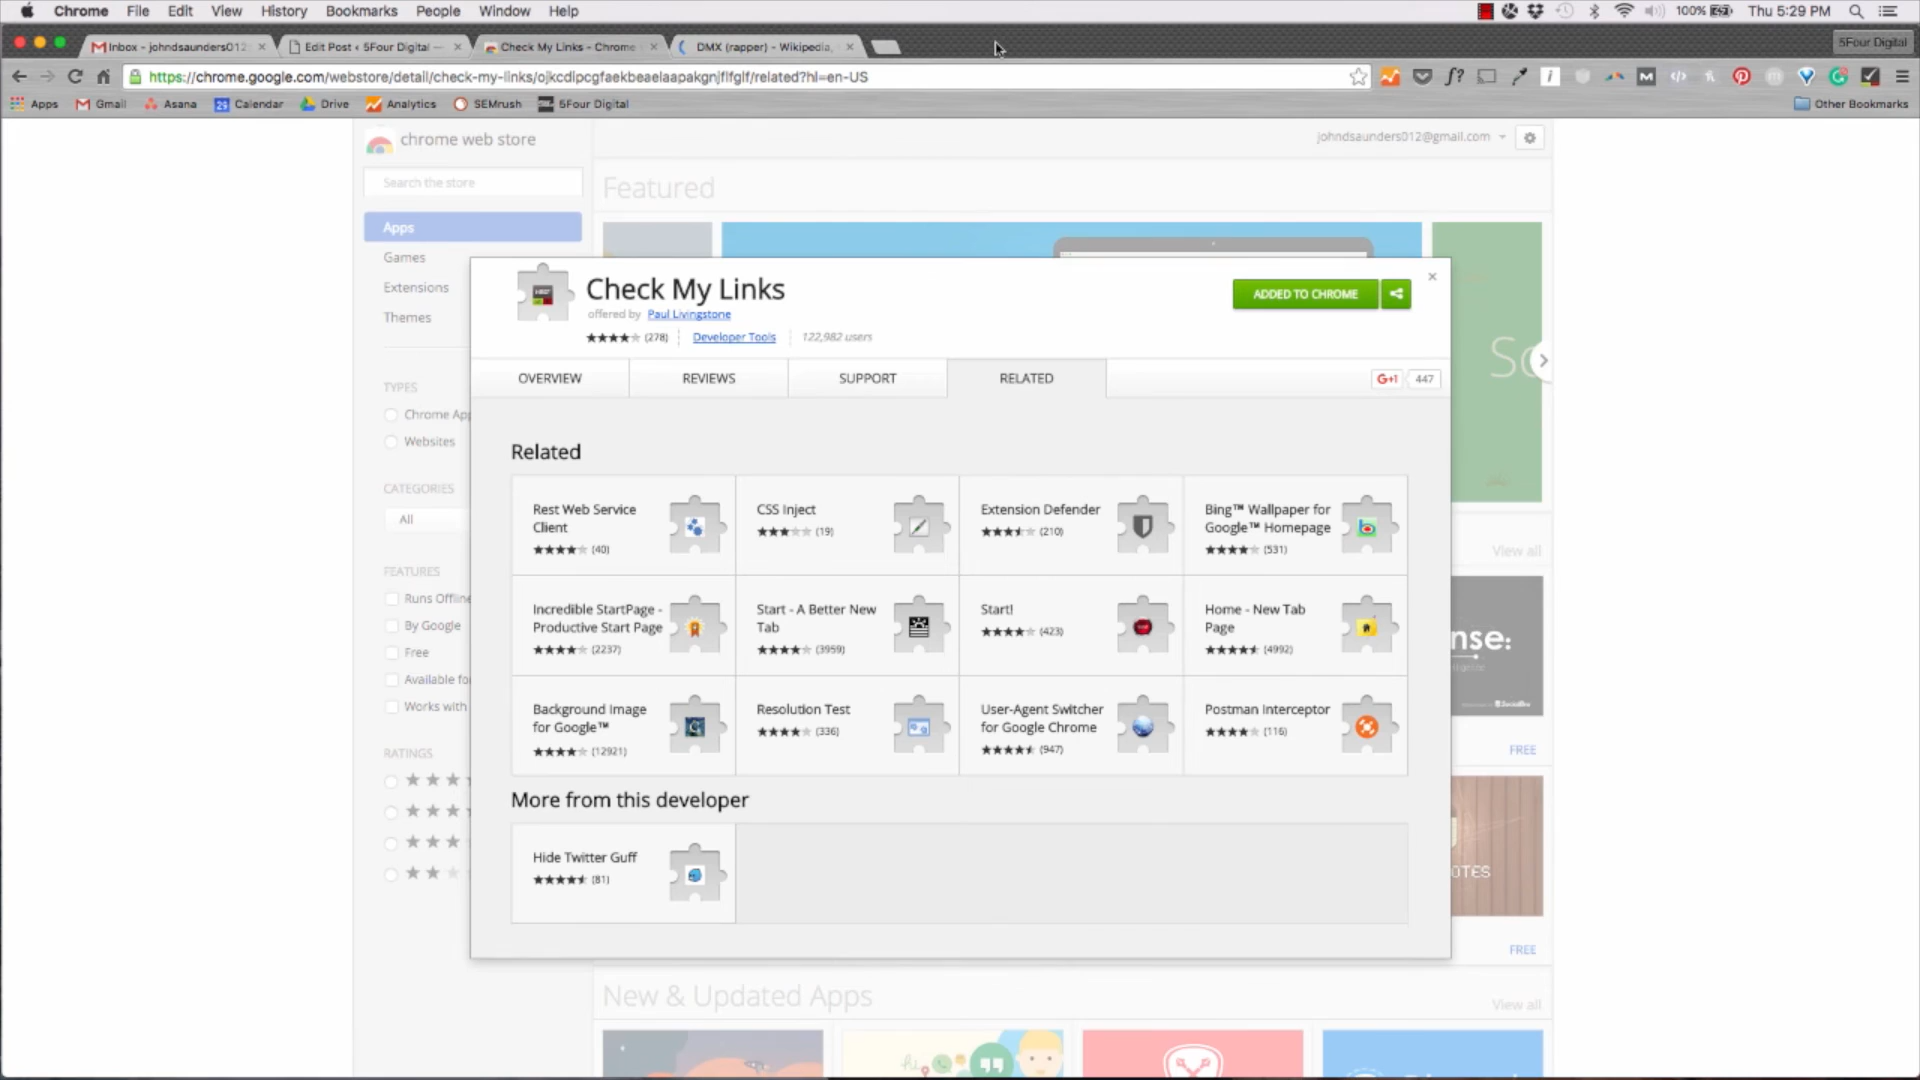 Chrome File Edit View History Bookmarks People Window Help
100% Thu 5:29 PM
Inbox - johndsaunders012
Edit Post ‹ 5Four Digital —
Check My Links - Chrome
DMX (rapper) - Wikipedia,
5Four Digital
https://chrome.google.com/webstore/detail/check-my-links/ojkcdipcgfaekbeaelaapakgnjflfglf/related?hl=en-US
Apps Gmail Asana Calendar Drive Analytics SEMrush 5Four Digital Other Bookmarks
chrome web store
johndsaunders012@gmail.com
Search the store
Featured
Apps
Games
Extensions
Themes
TYPES
Chrome App
Websites
CATEGORIES
All
FEATURES
Runs Offline
By Google
Free
Available for
Works with
RATINGS
Check My Links
offered by Paul Livingstone
(278) Developer Tools 122,982 users
ADDED TO CHROME
OVERVIEW REVIEWS SUPPORT RELATED
G+1 447
Related
Rest Web Service
Client
(40)
CSS Inject
(19)
Extension Defender
(210)
Bing™ Wallpaper for
Google™ Homepage
(531)
Incredible StartPage -
Productive Start Page
(2237)
Start - A Better New
Tab
(3959)
Start!
(423)
Home - New Tab
Page
(4992)
Background Image
for Google™
(12921)
Resolution Test
(336)
User-Agent Switcher
for Google Chrome
(947)
Postman Interceptor
(116)
More from this developer
Hide Twitter Guff
(81)
View all
nse:
FREE
OTES
FREE
New & Updated Apps
View all